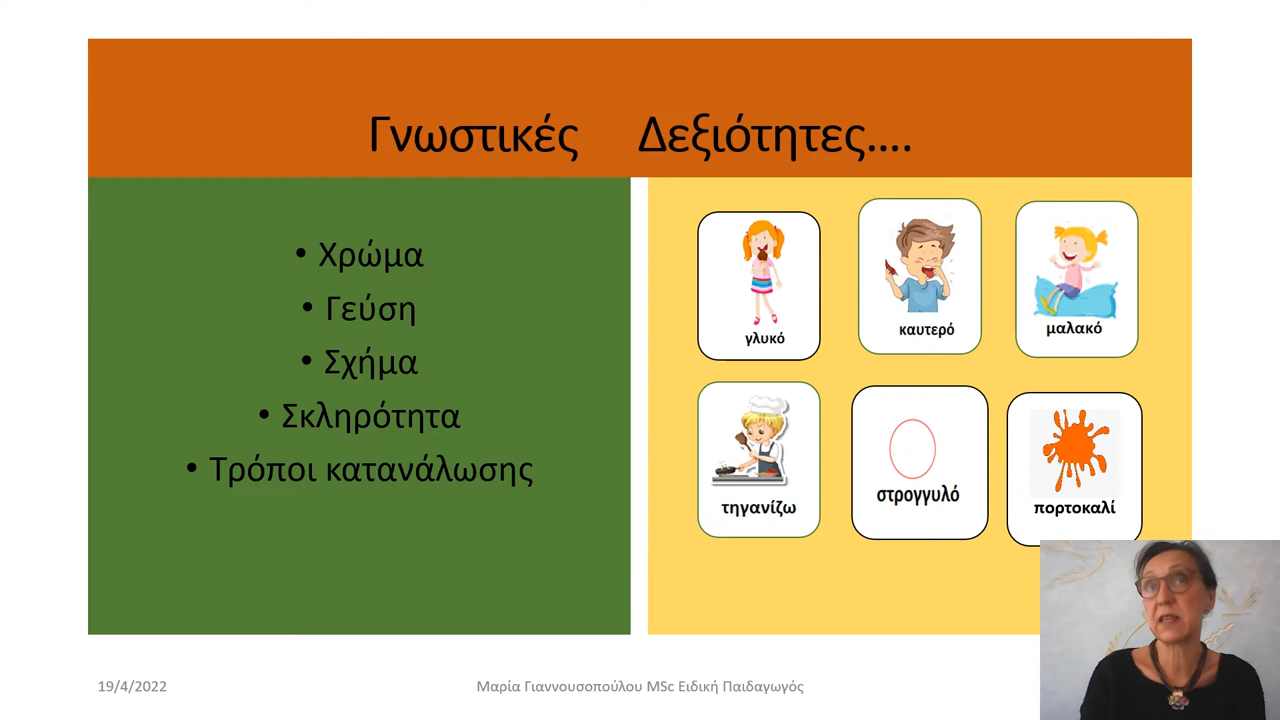 Γνωστικές Δεξιότητες....
• Χρώμα
• Γεύση
• Σχήμα
• Σκληρότητα
• Τρόποι κατανάλωσης
γλυκό
καυτερό
μαλακό
τηγανίζω
στρογγυλό
πορτοκαλί
19/4/2022
Μαρία Γιαννουσοπούλου MSc Ειδική Παιδαγωγός